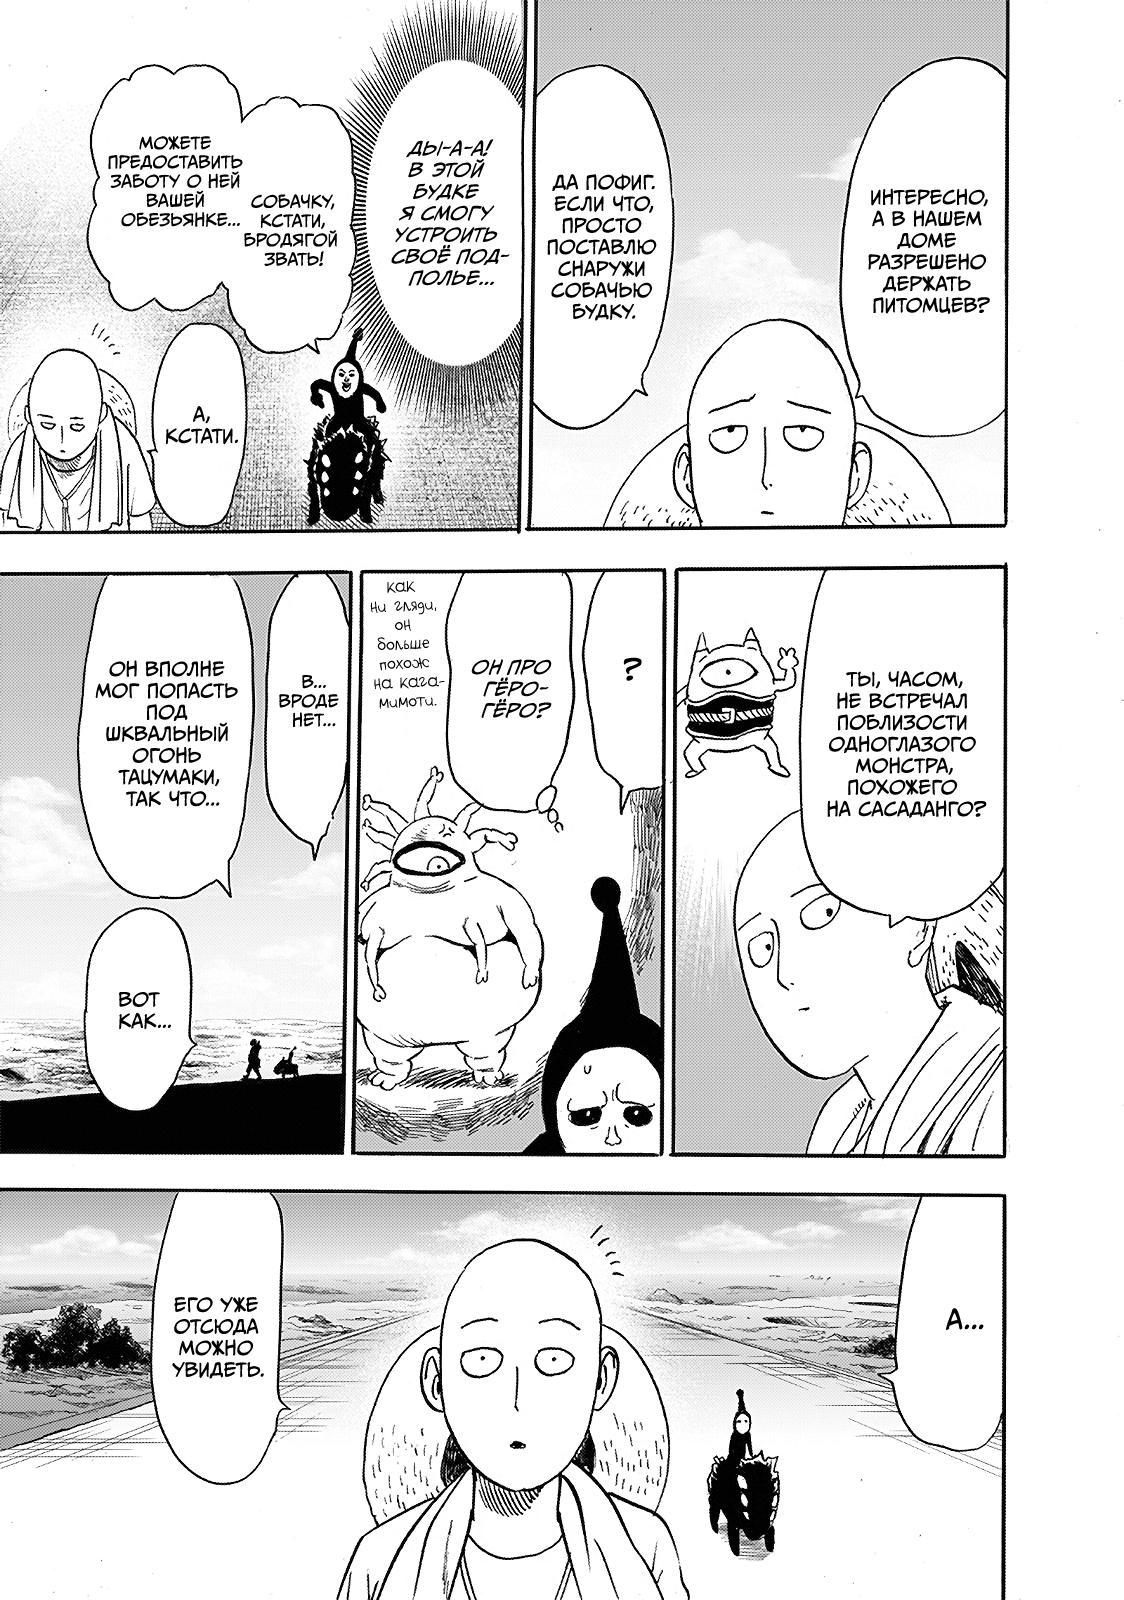 ИНТЕРЕСНО,
А В НАШЕМ
ДОМЕ
РАЗРЕШЕНО
ДЕРЖАТЬ
ПИТОМЦЕВ?
ДА ПОФИГ.
ЕСЛИ ЧТО,
ПРОСТО
ПОСТАВЛЮ
СНАРУЖИ
СОБАЧЬЮ
БУДКУ.
ДЫ-А-А!
В ЭТОЙ
БУДКЕ
Я СМОГУ
УСТРОИТЬ
СВОЁ ПОД-
ПОЛЬЕ...
СОБАЧКУ,
КСТАТИ,
БРОДЯГОЙ
ЗВАТЬ!
МОЖЕТЕ
ПРЕДОСТАВИТЬ
ЗАБОТУ О НЕЙ
ВАШЕЙ
ОБЕЗЬЯНКЕ...
А,
КСТАТИ.
ТЫ, ЧАСОМ,
НЕ ВСТРЕЧАЛ
ПОБЛИЗОСТИ
ОДНОГЛАЗОГО
МОНСТРА,
ПОХОЖЕГО
НА САСАДАНГО?
?
ОН ПРО
ГЁРО-
ГЁРО?
как
ни гляди,
он
больше
похож
на кага-
мимоти.
В...
ВРОДЕ
НЕТ...
ОН ВПОЛНЕ
МОГ ПОПАСТЬ
ПОД
ШКВАЛЬНЫЙ
ОГОНЬ
ТАЦУМАКИ,
ТАК ЧТО...
ВОТ
КАК...
А...
ЕГО УЖЕ
ОТСЮДА
МОЖНО
УВИДЕТЬ.